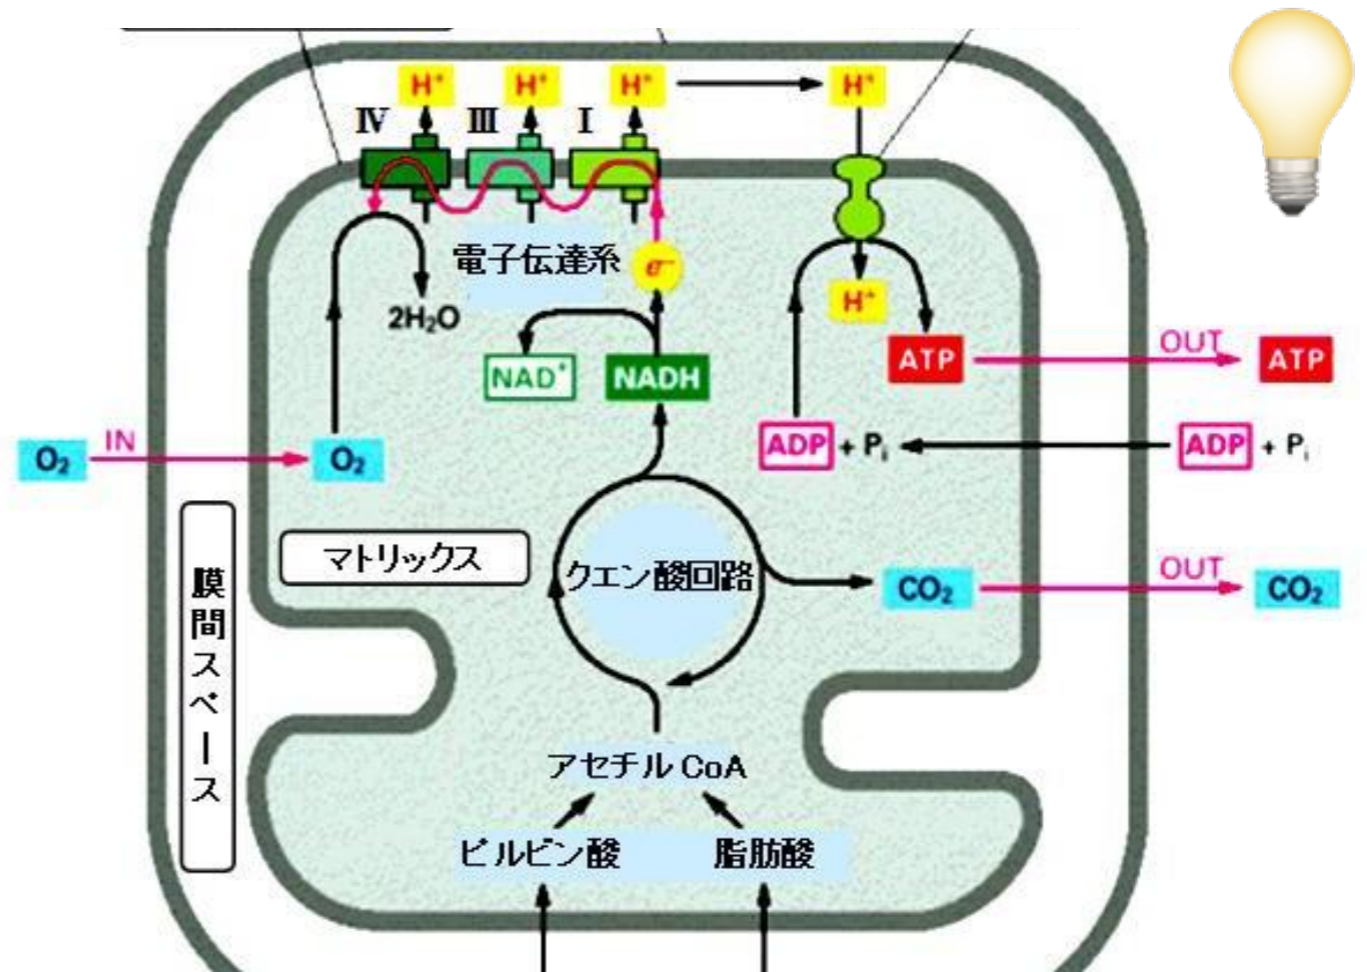 H⁺
H⁺
H⁺
H⁺
IV
III
I
電子伝達系
e⁻
2H₂O
H⁺
NAD⁺
NADH
ATP
OUT
ATP
O₂
IN
O₂
ADP + Pi
ADP + Pi
マトリックス
クエン酸回路
CO₂
OUT
CO₂
膜間スペース
アセチル CoA
ピルビン酸
脂肪酸